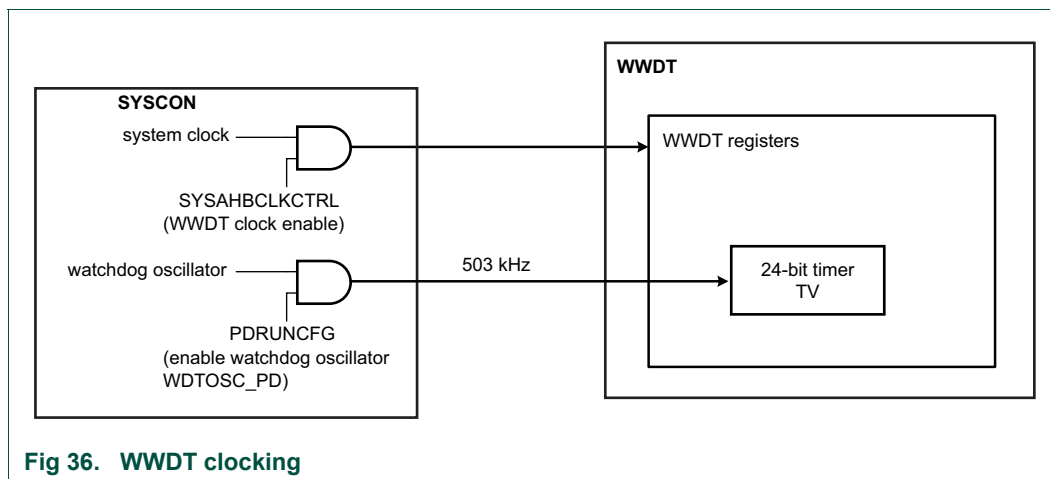 SYSCON
system clock
SYSAHBCLKCTRL
(WWDT clock enable)
watchdog oscillator
PDRUNCFG
(enable watchdog oscillator
WDTOSC_PD)
503 kHz
WWDT
WWDT registers
24-bit timer
TV
Fig 36. WWDT clocking